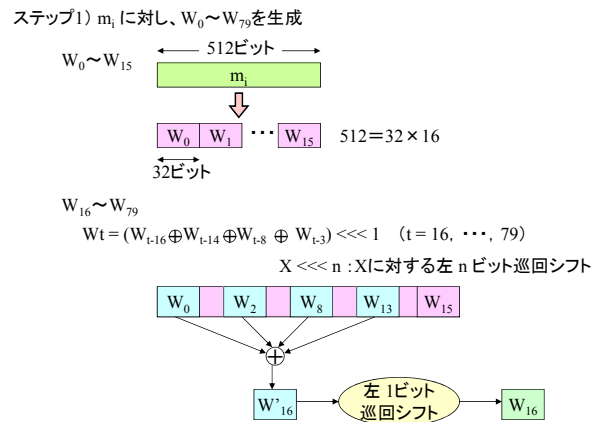 ステップ1) mᵢ に対し、W₀～W₇₉を生成
512ビット
W₀～W₁₅
mᵢ
W₀ W₁ ・・・ W₁₅ 512＝32×16
32ビット
W₁₆～W₇₉
Wt = (Wₜ₋₁₆⊕Wₜ₋₁₄⊕Wₜ₋₈ ⊕ Wₜ₋₃) <<< 1 （t = 16, ・・・, 79）
X <<< n : Xに対する左 n ビット巡回シフト
W₀ W₂ W₈ W₁₃ W₁₅
左 1ビット
W’₁₆ 巡回シフト W₁₆